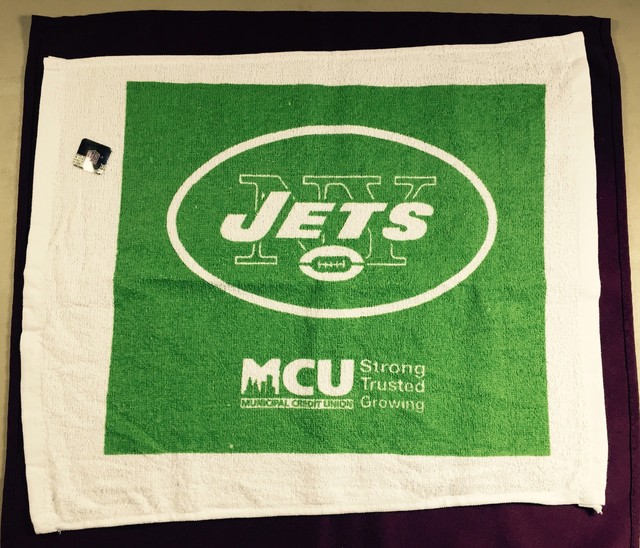 NY
JETS
MCU
MUNICIPAL CREDIT UNION
Strong
Trusted
Growing